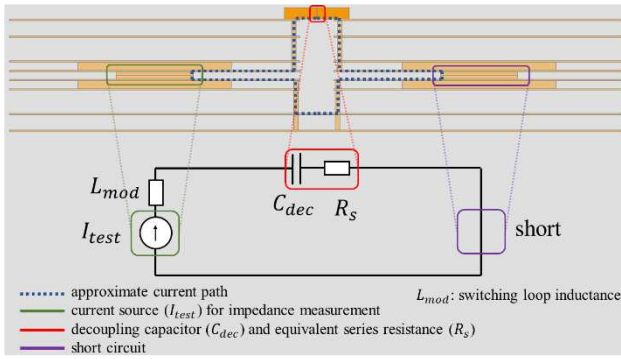 L_mod
C_dec
R_s
I_test
short
approximate current path
L_mod: switching loop inductance
current source (I_test) for impedance measurement
decoupling capacitor (C_dec) and equivalent series resistance (R_s)
short circuit